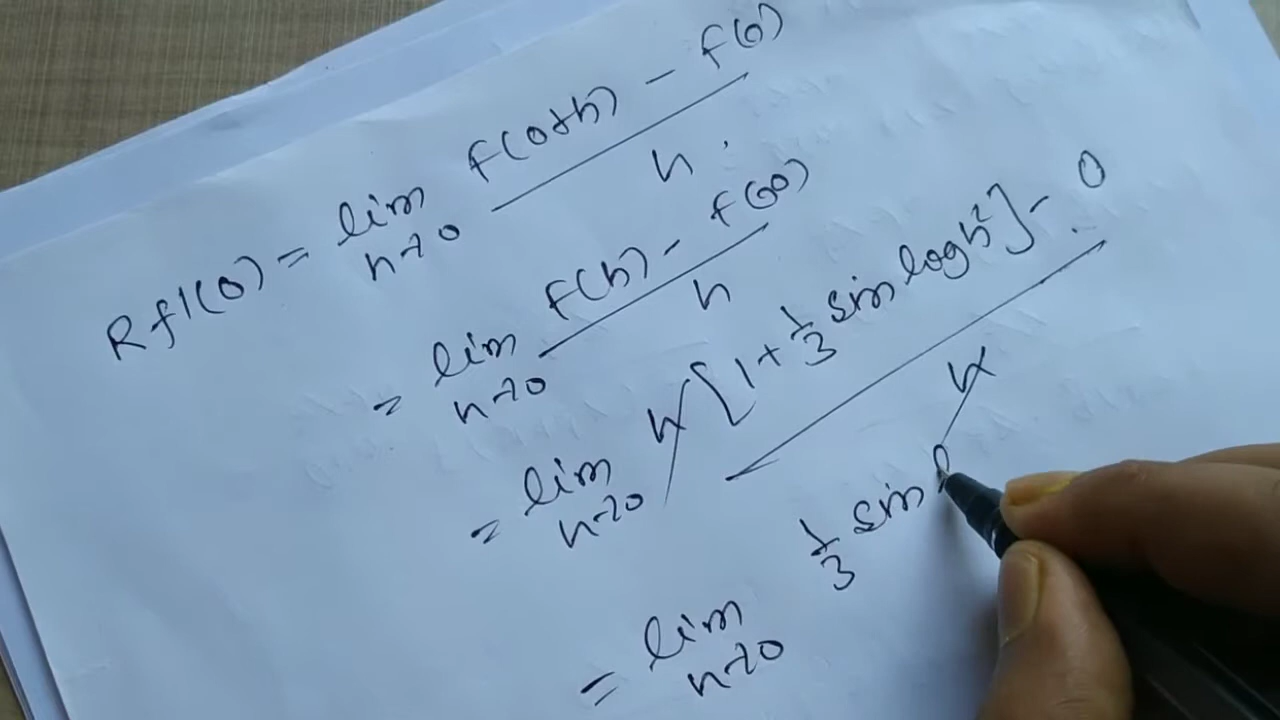 Rf'(0) = lim h→0 f(0+h) - f(0) / h
= lim h→0 f(h) - f(0) / h
= lim h→0 h[1 + 1/3 sin log h²] - 0 / h
= lim h→0 1/3 sin